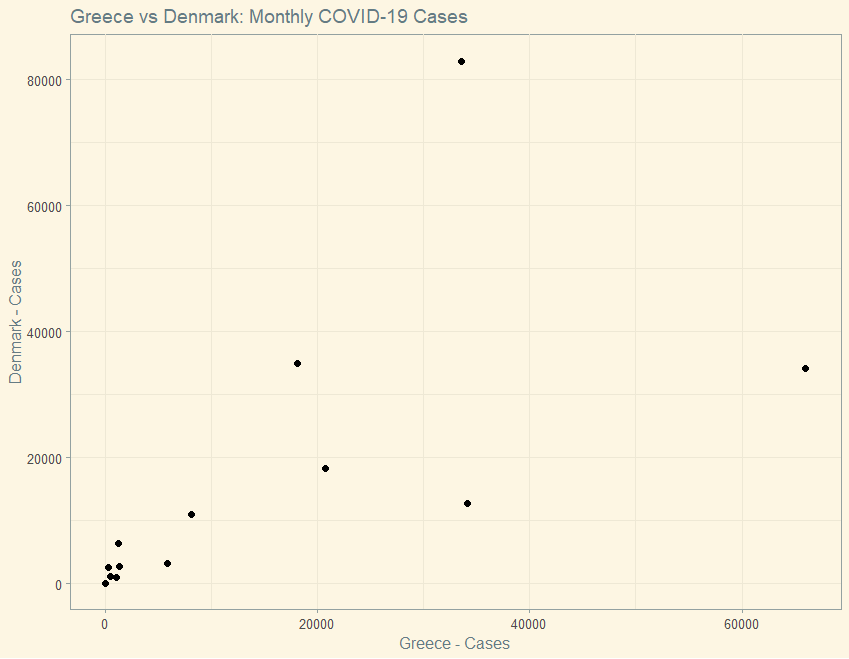 Greece vs Denmark: Monthly COVID-19 Cases
Denmark - Cases
80000
60000
40000
20000
0
0 20000 40000 60000
Greece - Cases